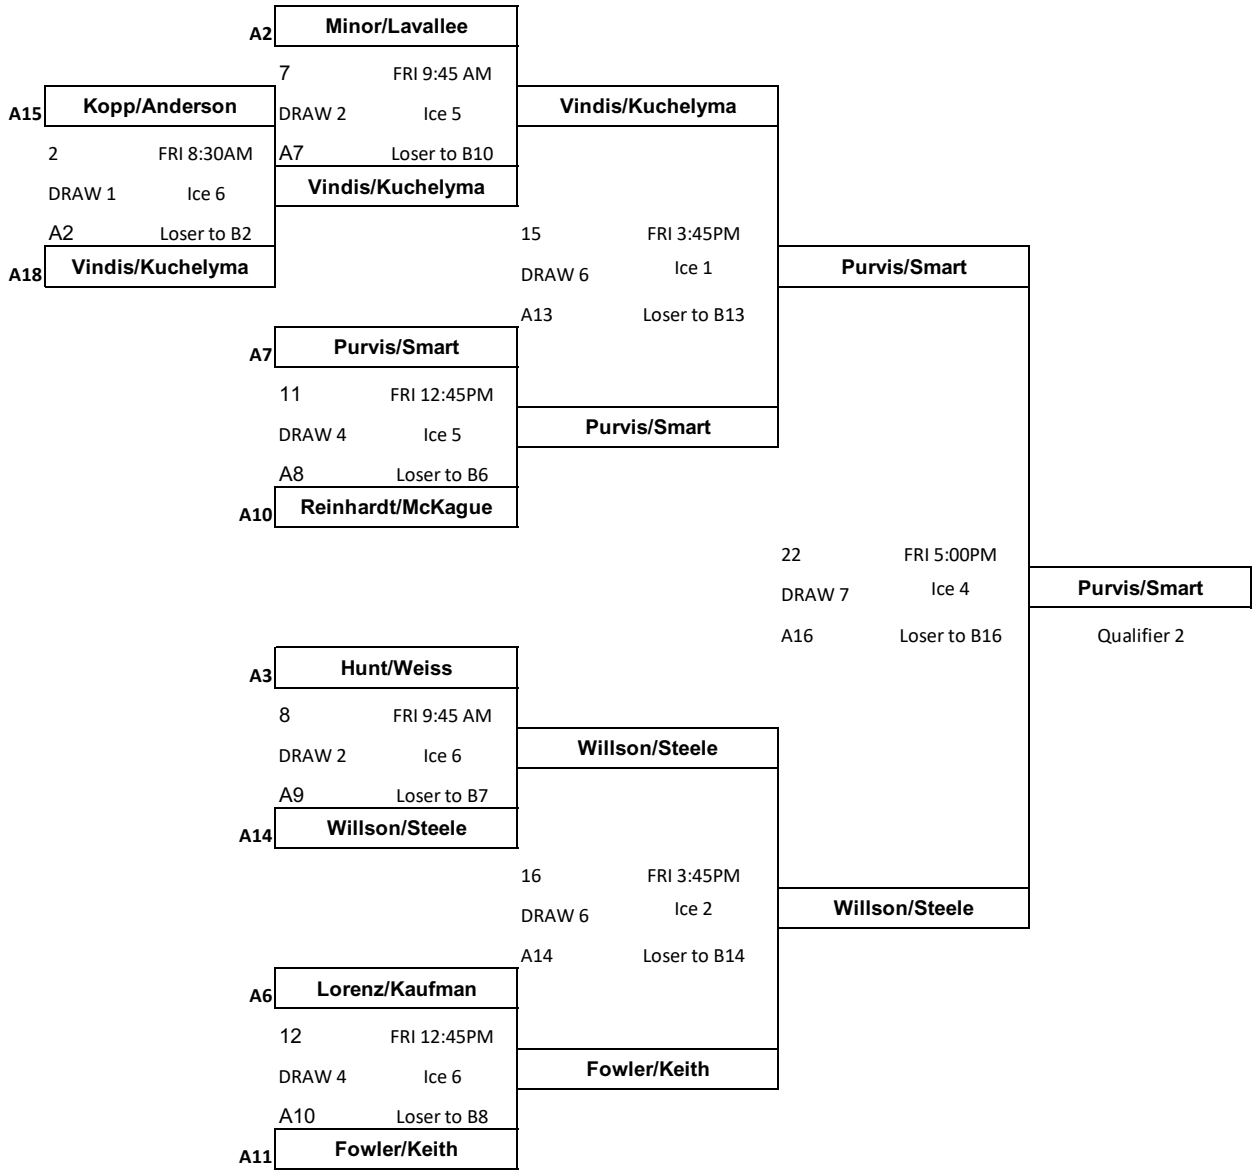 A2 Minor/Lavallee
7 FRI 9:45 AM
A15 Kopp/Anderson
DRAW 2 Ice 5
Vindis/Kuchelyma
2 FRI 8:30AM
A7 Loser to B10
DRAW 1 Ice 6
Vindis/Kuchelyma
A2 Loser to B2
15 FRI 3:45PM
A18 Vindis/Kuchelyma
DRAW 6 Ice 1
Purvis/Smart
A13 Loser to B13
A7 Purvis/Smart
11 FRI 12:45PM
DRAW 4 Ice 5
Purvis/Smart
A8 Loser to B6
A10 Reinhardt/McKague
22 FRI 5:00PM
DRAW 7 Ice 4
Purvis/Smart
A16 Loser to B16
Qualifier 2
A3 Hunt/Weiss
8 FRI 9:45 AM
DRAW 2 Ice 6
Willson/Steele
A9 Loser to B7
A14 Willson/Steele
16 FRI 3:45PM
DRAW 6 Ice 2
Willson/Steele
A14 Loser to B14
A6 Lorenz/Kaufman
12 FRI 12:45PM
DRAW 4 Ice 6
Fowler/Keith
A10 Loser to B8
A11 Fowler/Keith